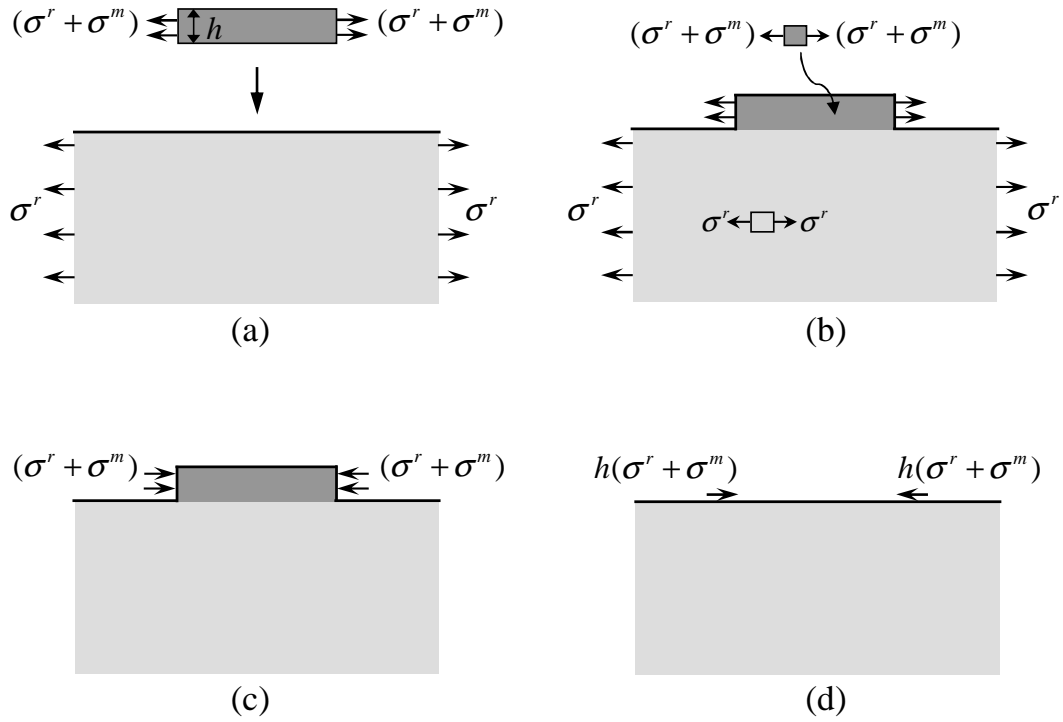 (σ^r + σ^m) h (σ^r + σ^m)
σ^r σ^r
(a)
(σ^r + σ^m) (σ^r + σ^m)
σ^r σ^r
σ^r σ^r
(b)
(σ^r + σ^m) (σ^r + σ^m)
(c)
h(σ^r + σ^m) h(σ^r + σ^m)
(d)